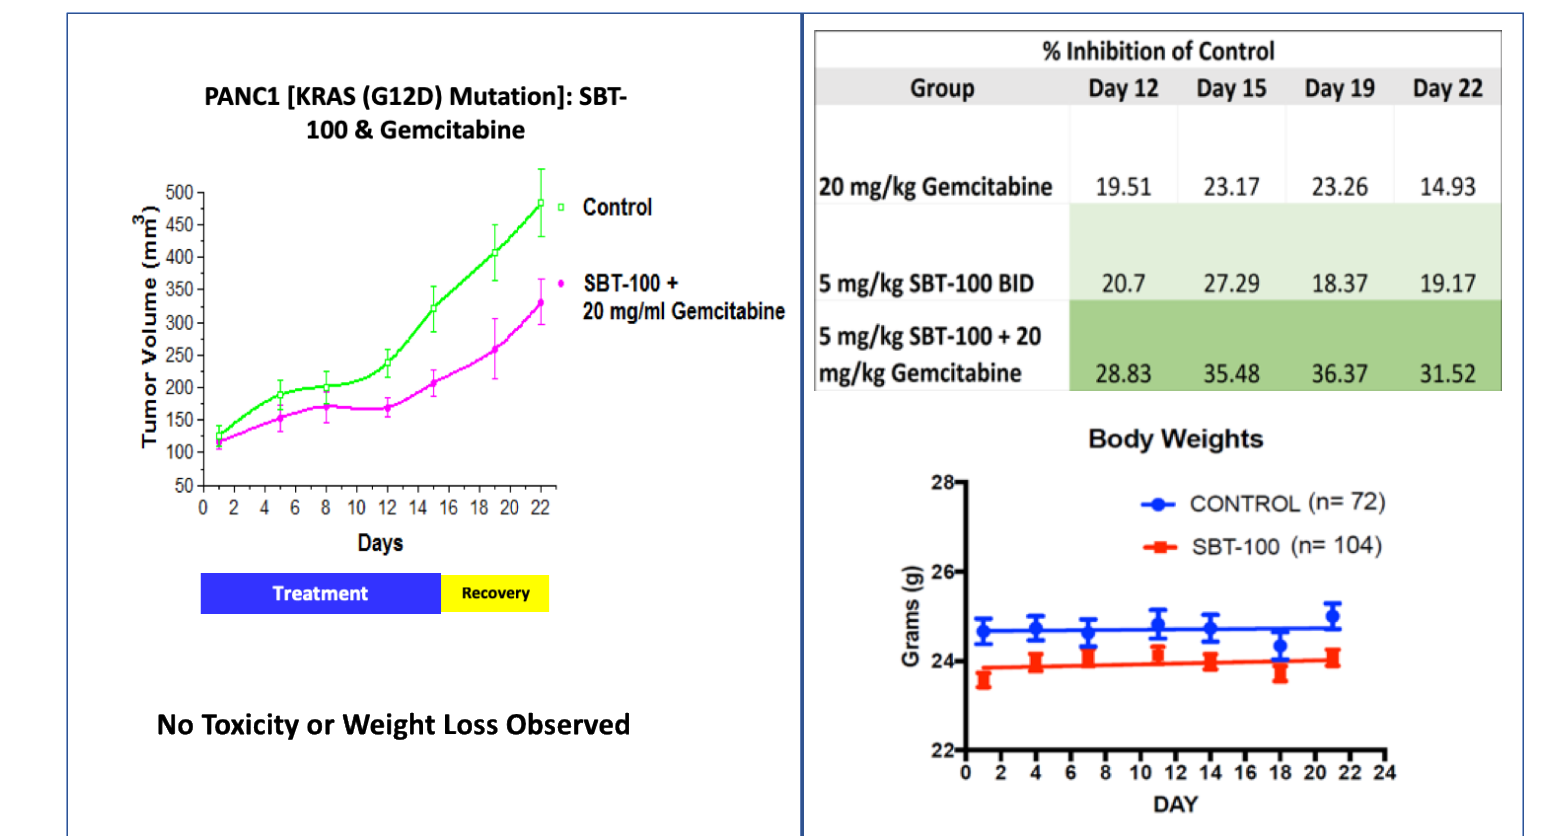 PANC1 [KRAS (G12D) Mutation]: SBT-
100 & Gemcitabine
Tumor Volume (mm3)
500
450
400
350
300
250
200
150
100
50
0 2 4 6 8 10 12 14 16 18 20 22
Days
Control
SBT-100 +
20 mg/ml Gemcitabine
Treatment
Recovery
No Toxicity or Weight Loss Observed
% Inhibition of Control
Group Day 12 Day 15 Day 19 Day 22
20 mg/kg Gemcitabine 19.51 23.17 23.26 14.93
5 mg/kg SBT-100 BID 20.7 27.29 18.37 19.17
5 mg/kg SBT-100 + 20
mg/kg Gemcitabine 28.83 35.48 36.37 31.52
Body Weights
Grams (g)
28
26
24
22
CONTROL (n= 72)
SBT-100 (n= 104)
0 2 4 6 8 10 12 14 16 18 20 22 24
DAY